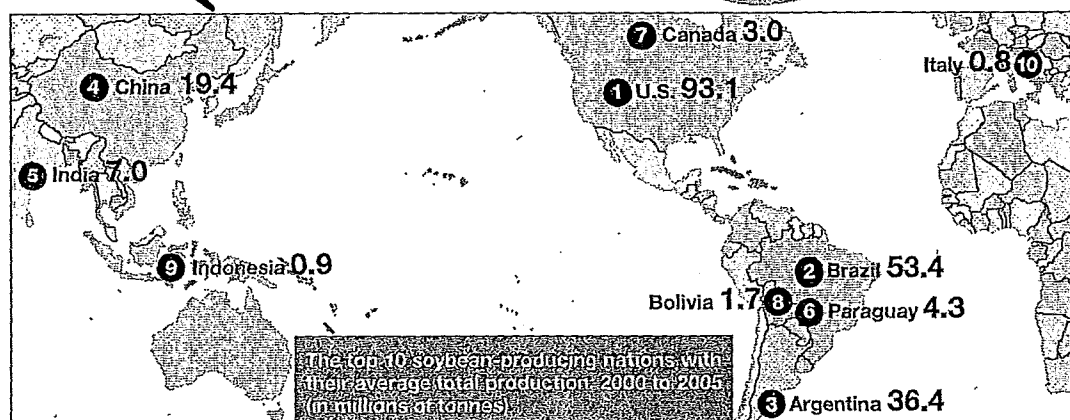 7 Canada 3.0
Italy 0.8 10
4 China 19.4
1 U.S. 93.1
5 India 7.0
9 Indonesia 0.9
2 Brazil 53.4
Bolivia 1.7 8
6 Paraguay 4.3
The top 10 soybean-producing nations with
their average total production, 2000 to 2005
(in millions of tonnes)
3 Argentina 36.4